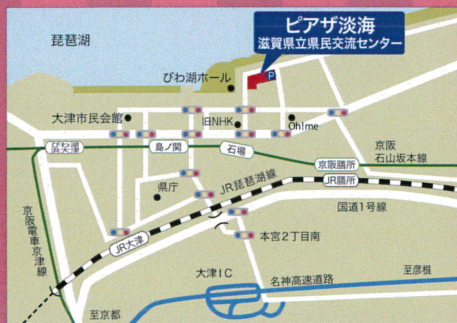 ピアザ淡海
滋賀県立県民交流センター
琵琶湖
P
びわ湖ホール
大津市民会館
旧NHK
Oh!me
島ノ関
石場
京阪
石山坂本線
京阪膳所
JR膳所
県庁
JR琵琶湖線
国道1号線
京阪電車京津線
JR大津
本宮2丁目南
大津IC
名神高速道路
至彦根
至京都